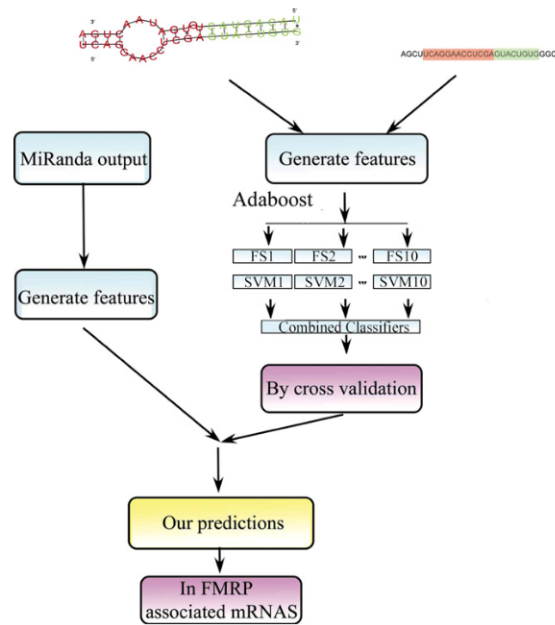 AGCUUCAGGAACCUCGAGUACUGUGGGC
MiRanda output
Generate features
Generate features
Adaboost
FS1 FS2 FS10
SVM1 SVM2 SVM10
Combined Classifiers
By cross validation
Our predictions
In FMRP
associated mRNAS